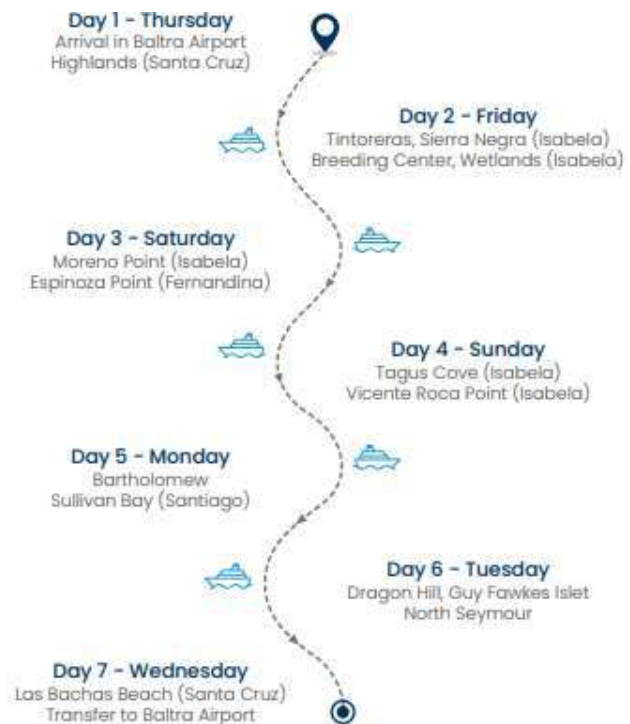 Day 1 - Thursday
Arrival in Baltra Airport
Highlands (Santa Cruz)
Day 2 - Friday
Tintoreras, Sierra Negra (Isabela)
Breeding Center, Wetlands (Isabela)
Day 3 - Saturday
Moreno Point (Isabela)
Espinoza Point (Fernandina)
Day 4 - Sunday
Tagus Cove (Isabela)
Vicente Roca Point (Isabela)
Day 5 - Monday
Bartholomew
Sullivan Bay (Santiago)
Day 6 - Tuesday
Dragon Hill, Guy Fawkes Islet
North Seymour
Day 7 - Wednesday
Las Bachas Beach (Santa Cruz)
Transfer to Baltra Airport